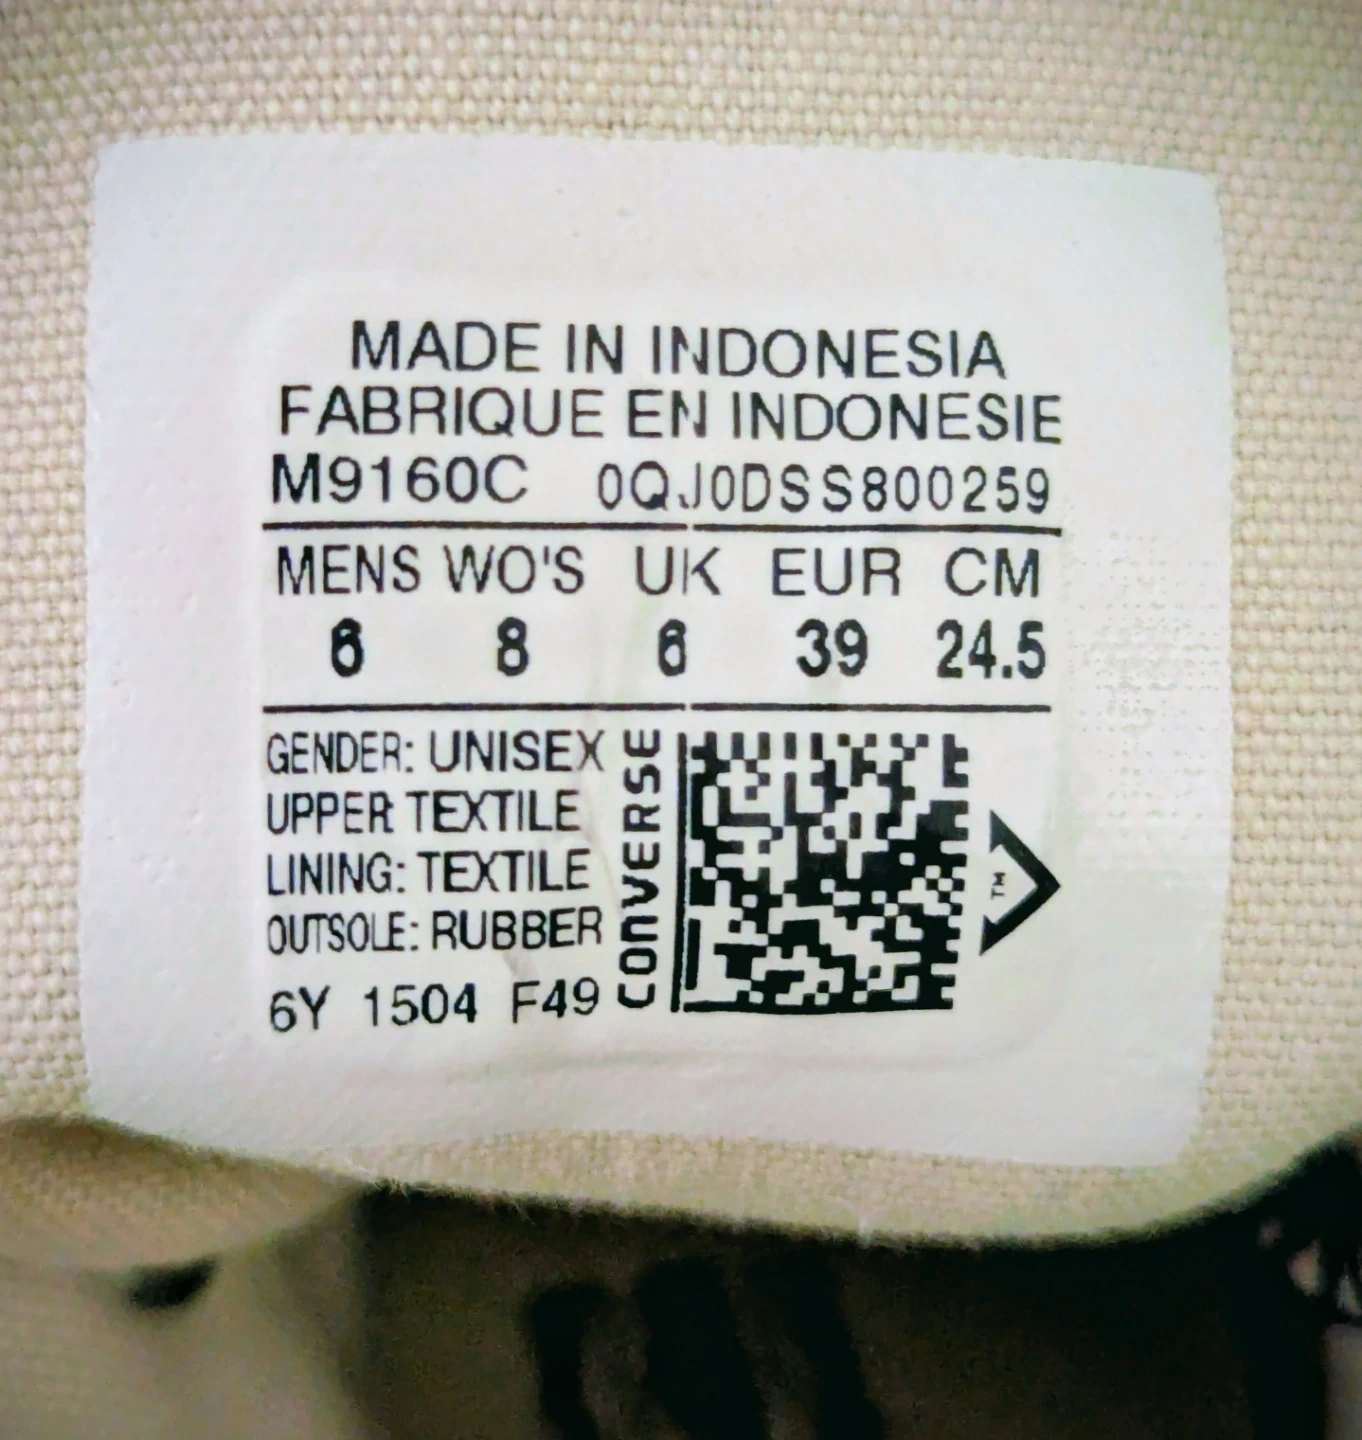 MADE IN INDONESIA
FABRIQUE EN INDONESIE
M9160C 0QJ0DSS800259
MENS WO'S UK EUR CM
6 8 6 39 24.5
GENDER: UNISEX
UPPER TEXTILE
LINING: TEXTILE
OUTSOLE: RUBBER
6Y 1504 F49
CONVERSE
TM